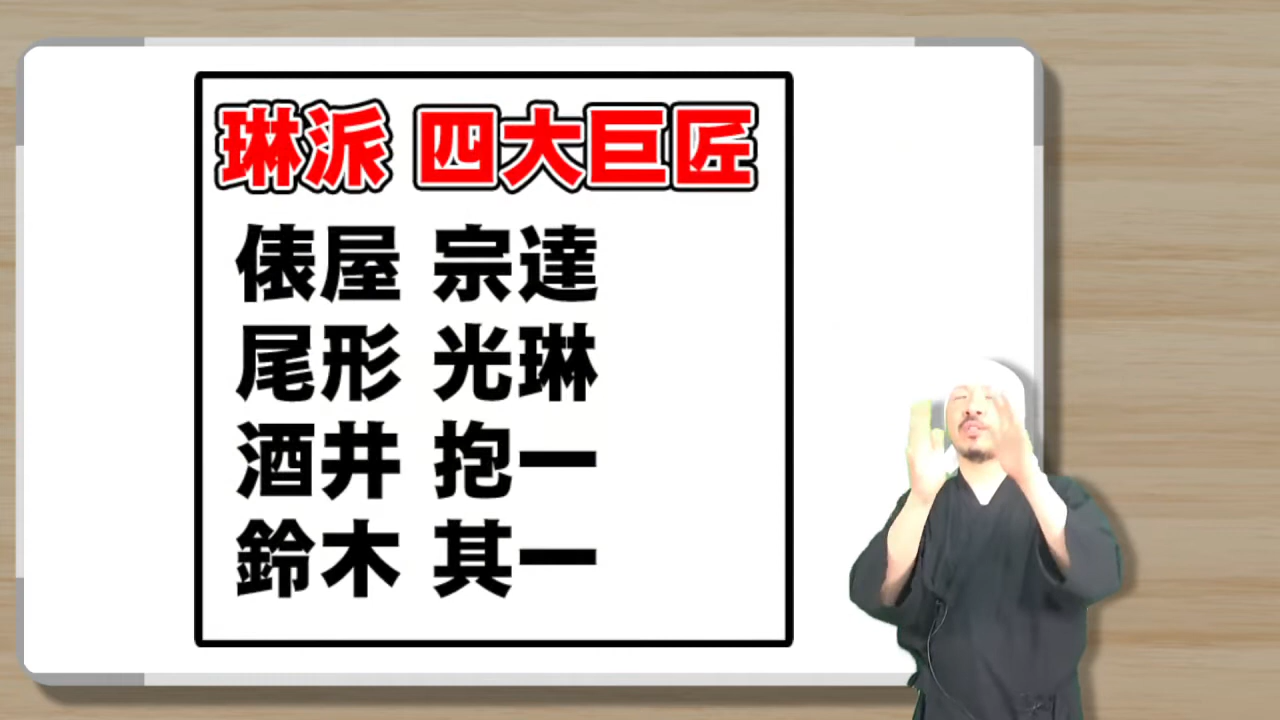 琳派 四大巨匠
俵屋 宗達
尾形 光琳
酒井 抱一
鈴木 其一